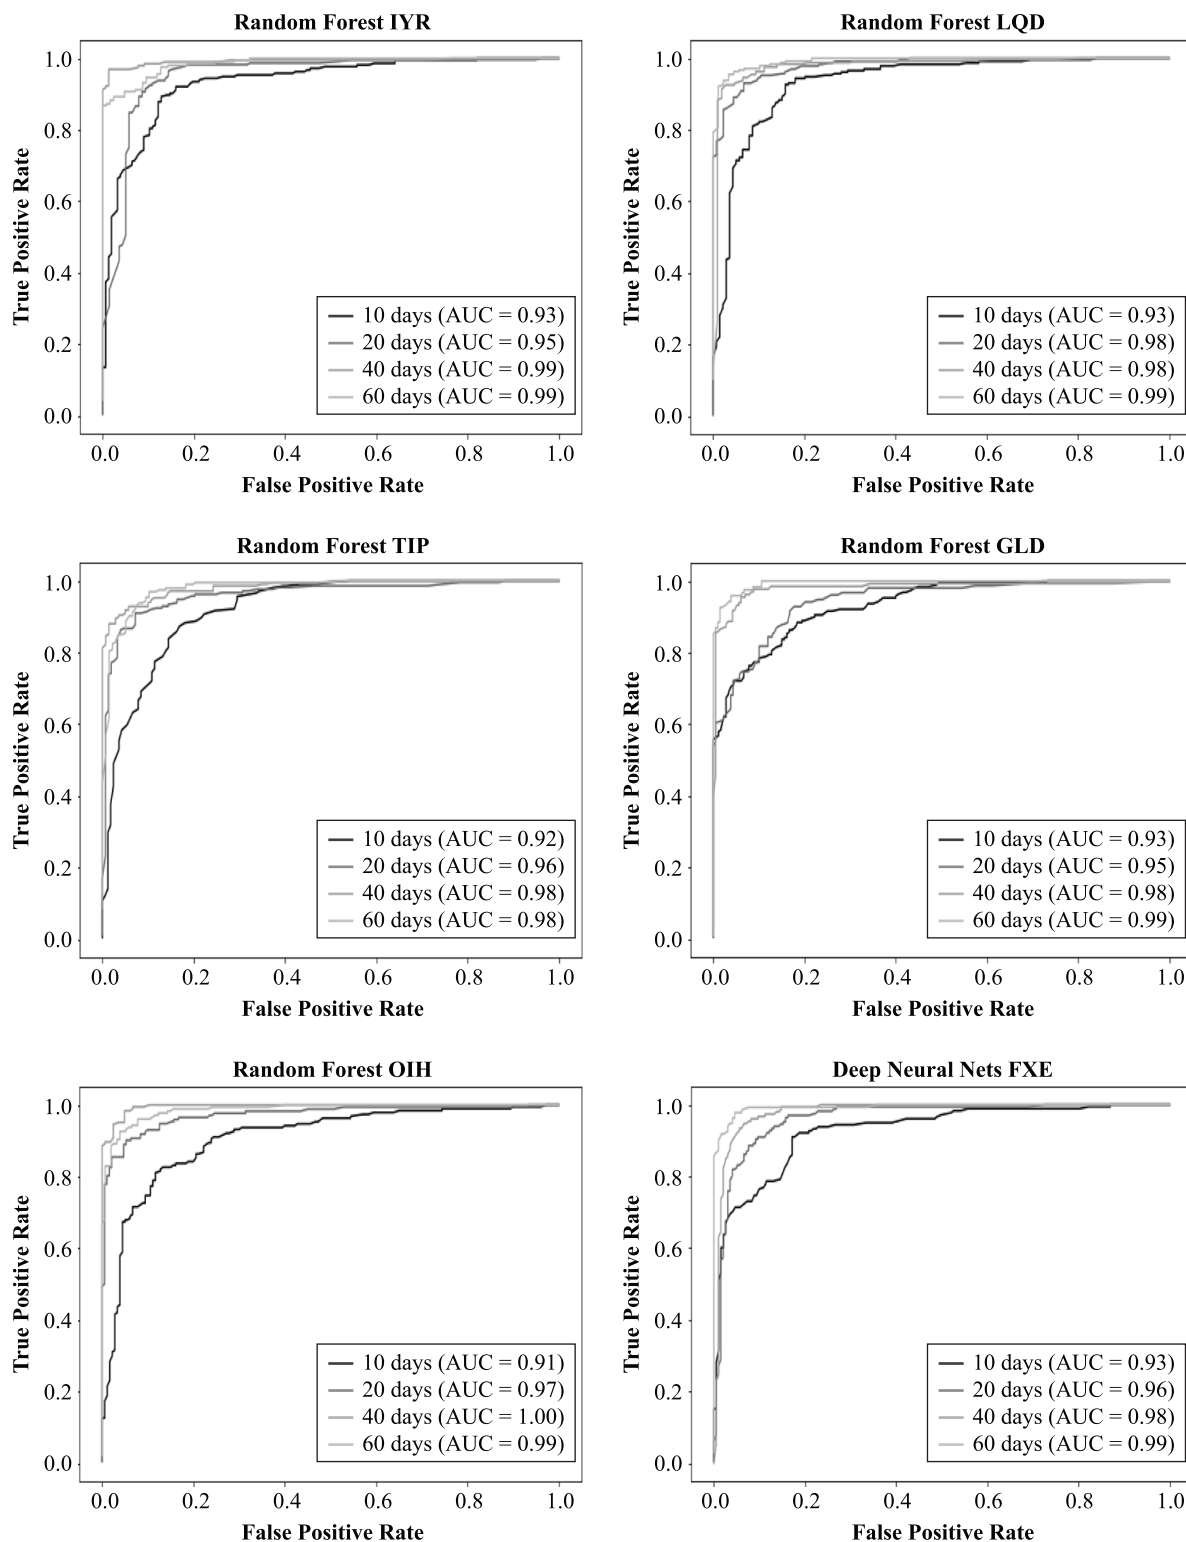 Random Forest IYR
True Positive Rate
1.0
0.8
0.6
0.4
0.2
0.0
10 days (AUC = 0.93)
20 days (AUC = 0.95)
40 days (AUC = 0.99)
60 days (AUC = 0.99)
0.0 0.2 0.4 0.6 0.8 1.0
False Positive Rate
Random Forest LQD
True Positive Rate
1.0
0.8
0.6
0.4
0.2
0.0
10 days (AUC = 0.93)
20 days (AUC = 0.98)
40 days (AUC = 0.98)
60 days (AUC = 0.99)
0.0 0.2 0.4 0.6 0.8 1.0
False Positive Rate
Random Forest TIP
True Positive Rate
1.0
0.8
0.6
0.4
0.2
0.0
10 days (AUC = 0.92)
20 days (AUC = 0.96)
40 days (AUC = 0.98)
60 days (AUC = 0.98)
0.0 0.2 0.4 0.6 0.8 1.0
False Positive Rate
Random Forest GLD
True Positive Rate
1.0
0.8
0.6
0.4
0.2
0.0
10 days (AUC = 0.93)
20 days (AUC = 0.95)
40 days (AUC = 0.98)
60 days (AUC = 0.99)
0.0 0.2 0.4 0.6 0.8 1.0
False Positive Rate
Random Forest OIH
True Positive Rate
1.0
0.8
0.6
0.4
0.2
0.0
10 days (AUC = 0.91)
20 days (AUC = 0.97)
40 days (AUC = 1.00)
60 days (AUC = 0.99)
0.0 0.2 0.4 0.6 0.8 1.0
False Positive Rate
Deep Neural Nets FXE
True Positive Rate
1.0
0.8
0.6
0.4
0.2
0.0
10 days (AUC = 0.93)
20 days (AUC = 0.96)
40 days (AUC = 0.98)
60 days (AUC = 0.99)
0.0 0.2 0.4 0.6 0.8 1.0
False Positive Rate